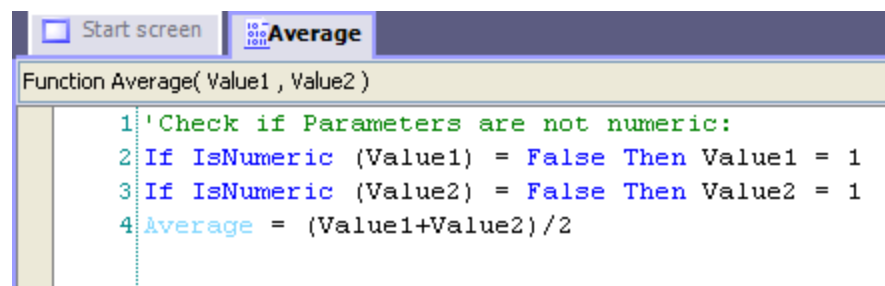 Start screen Average
Function Average( Value1 , Value2 )
1 'Check if Parameters are not numeric:
2 If IsNumeric (Value1) = False Then Value1 = 1
3 If IsNumeric (Value2) = False Then Value2 = 1
4 Average = (Value1+Value2)/2